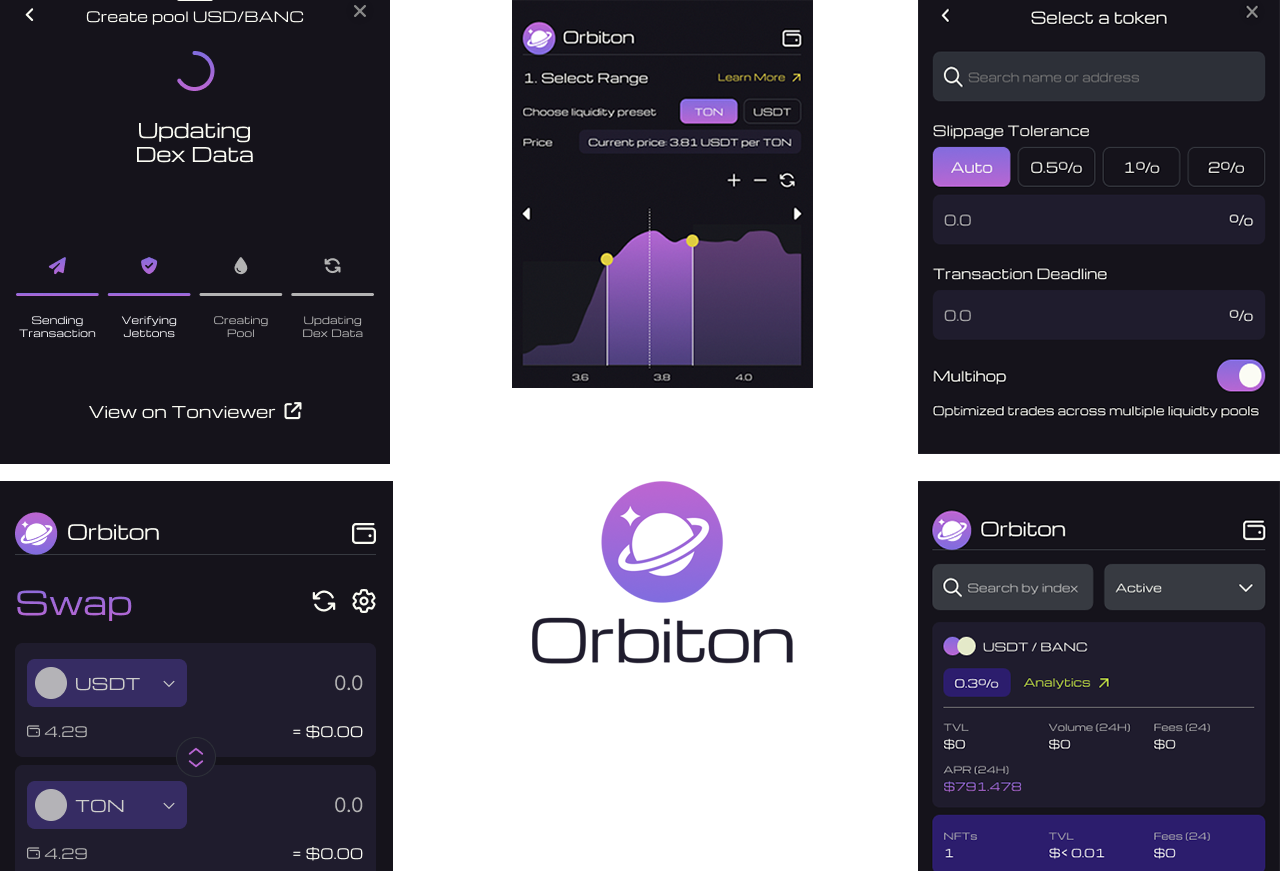 Create pool USD/BANC
Updating
Dex Data
Sending
Transaction
Verifying
Jettons
Creating
Pool
Updating
Dex Data
View on Tonviewer
Orbiton
1. Select Range
Learn More
Choose liquidity preset
TON
USDT
Price
Current price: 3.81 USDT per TON
3.6
3.8
4.0
Select a token
Search name or address
Slippage Tolerance
Auto
0.5%
1%
2%
0.0
%
Transaction Deadline
0.0
%
Multihop
Optimized trades across multiple liquidty pools
Orbiton
Swap
USDT
0.0
4.29
= $0.00
TON
0.0
4.29
= $0.00
Orbiton
Orbiton
Search by index
Active
USDT / BANC
0.3%
Analytics
TVL
Volume (24H)
Fees (24)
$0
$0
$0
APR (24H)
$791.478
NFTs
TVL
Fees (24)
1
$< 0.01
$0